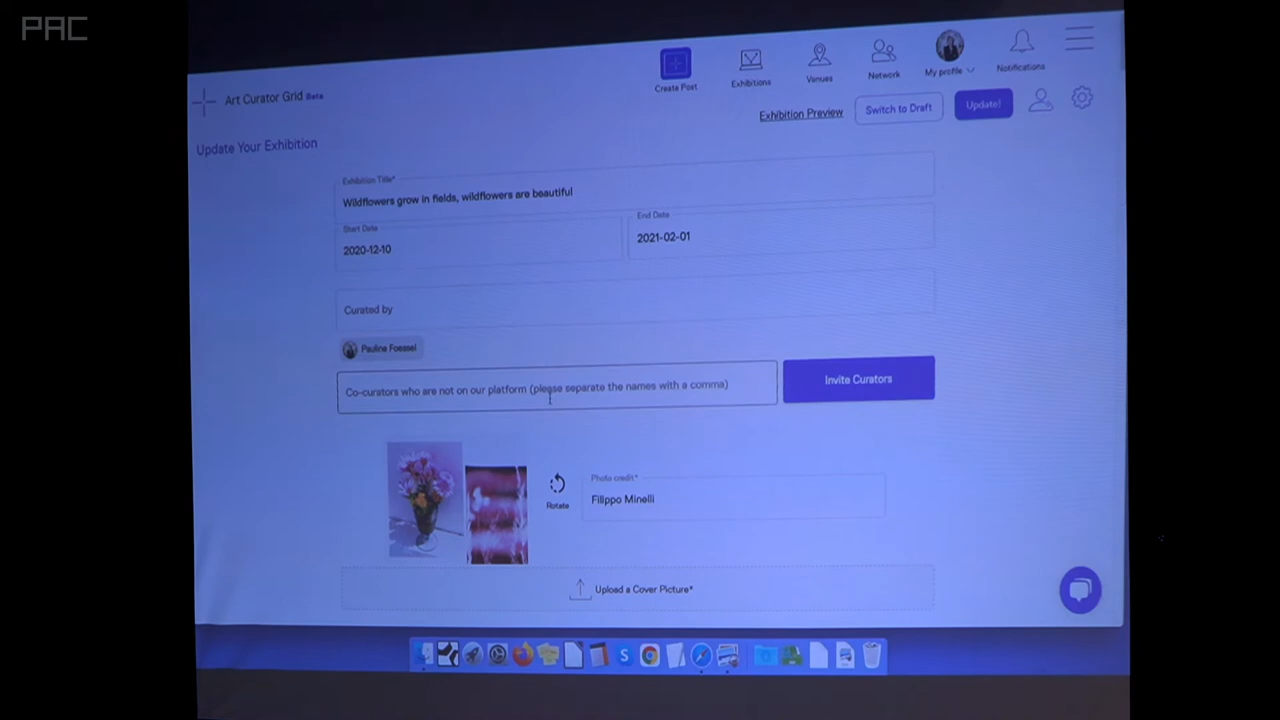 PAC
Create Post
Exhibitions
Venues
Network
My profile
Notifications
Art Curator Grid Beta
Exhibition Preview
Switch to Draft
Update!
Update Your Exhibition
Exhibition Title*
Wildflowers grow in fields, wildflowers are beautiful
Start Date
2020-12-10
End Date
2021-02-01
Curated by
Pauline Foessel
Co-curators who are not on our platform (please separate the names with a comma)
Invite Curators
Rotate
Photo credit*
Filippo Minelli
Upload a Cover Picture*
S